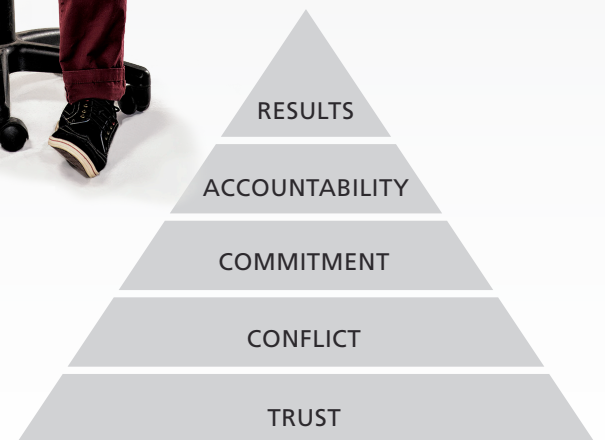 RESULTS
ACCOUNTABILITY
COMMITMENT
CONFLICT
TRUST